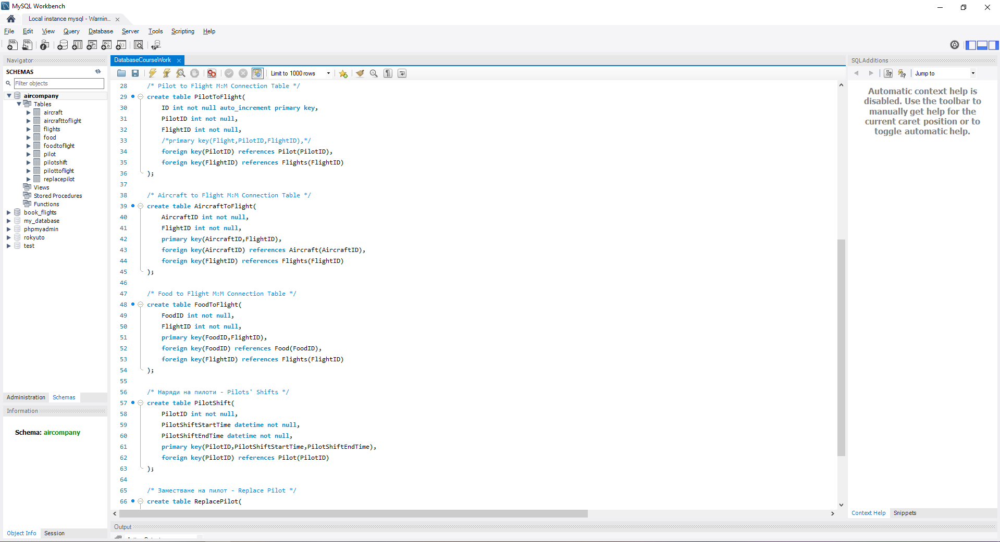 MySQL Workbench
Local instance mysql - Warnin...
File Edit View Query Database Server Tools Scripting Help
Navigator
SCHEMAS
Filter objects
aircompany
Tables
aircraft
aircrafttoflight
flights
food
foodtoflight
pilot
pilotshift
pilottoflight
replacepilot
Views
Stored Procedures
Functions
book_flights
my_database
phpmyadmin
rokyuto
test
Administration Schemas
Information
Schema: aircompany
Object Info Session
DatabaseCourseWork
Limit to 1000 rows
28 /* Pilot to Flight M:M Connection Table */
29 create table PilotToFlight(
30 ID int not null auto_increment primary key,
31 PilotID int not null,
32 FlightID int not null,
33 /*primary key(Flight,PilotID,FlightID),*/
34 foreign key(PilotID) references Pilot(PilotID),
35 foreign key(FlightID) references Flights(FlightID)
36 );
37
38 /* Aircraft to Flight M:M Connection Table */
39 create table AircraftToFlight(
40 AircraftID int not null,
41 FlightID int not null,
42 primary key(AircraftID,FlightID),
43 foreign key(AircraftID) references Aircraft(AircraftID),
44 foreign key(FlightID) references Flights(FlightID)
45 );
46
47 /* Food to Flight M:M Connection Table */
48 create table FoodToFlight(
49 FoodID int not null,
50 FlightID int not null,
51 primary key(FoodID,FlightID),
52 foreign key(FoodID) references Food(FoodID),
53 foreign key(FlightID) references Flights(FlightID)
54 );
55
56 /* Наряди на пилоти - Pilots' Shifts */
57 create table PilotShift(
58 PilotID int not null,
59 PilotShiftStartTime datetime not null,
60 PilotShiftEndTime datetime not null,
61 primary key(PilotID,PilotShiftStartTime,PilotShiftEndTime),
62 foreign key(PilotID) references Pilot(PilotID)
63 );
64
65 /* Заместване на пилот - Replace Pilot */
66 create table ReplacePilot(
Output
SQLAdditions
Jump to
Automatic context help is
disabled. Use the toolbar to
manually get help for the
current caret position or to
toggle automatic help.
Context Help Snippets